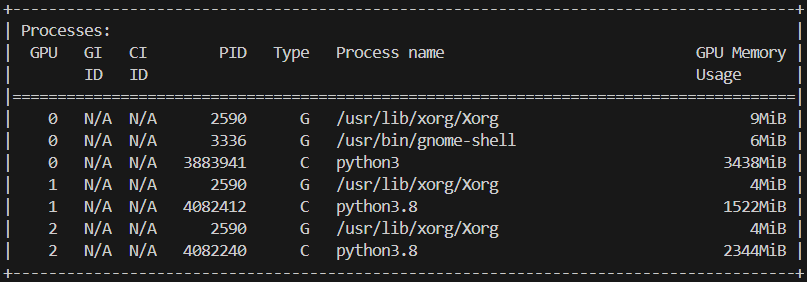 +-----------------------------------------------------------------------------+
| Processes:                                                                  |
|  GPU   GI   CI        PID   Type   Process name                  GPU Memory |
|        ID   ID                                                   Usage      |
|=============================================================================|
|    0   N/A  N/A      2590      G   /usr/lib/xorg/Xorg                  9MiB |
|    0   N/A  N/A      3336      G   /usr/bin/gnome-shell                6MiB |
|    0   N/A  N/A   3883941      C   python3                          3438MiB |
|    1   N/A  N/A      2590      G   /usr/lib/xorg/Xorg                  4MiB |
|    1   N/A  N/A   4082412      C   python3.8                        1522MiB |
|    2   N/A  N/A      2590      G   /usr/lib/xorg/Xorg                  4MiB |
|    2   N/A  N/A   4082240      C   python3.8                        2344MiB |
+-----------------------------------------------------------------------------+